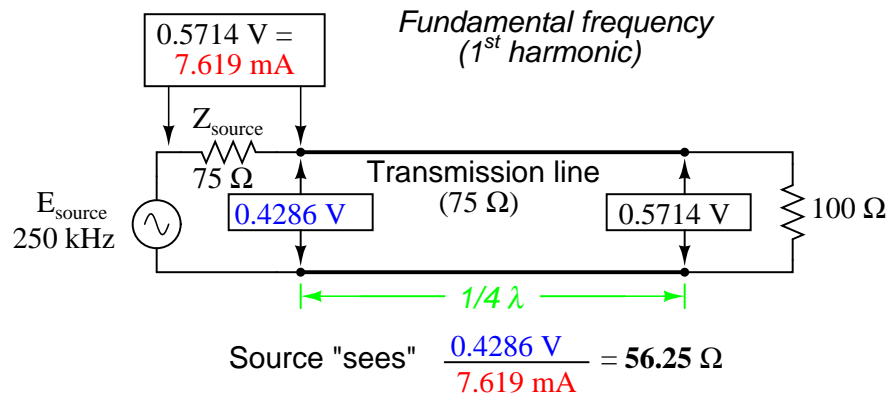 0.5714 V =
7.619 mA
Fundamental frequency
(1st harmonic)
Zsource
75 Ω
Transmission line
(75 Ω)
Esource
250 kHz
0.4286 V
0.5714 V
100 Ω
1/4 λ
Source "sees" 0.4286 V / 7.619 mA = 56.25 Ω